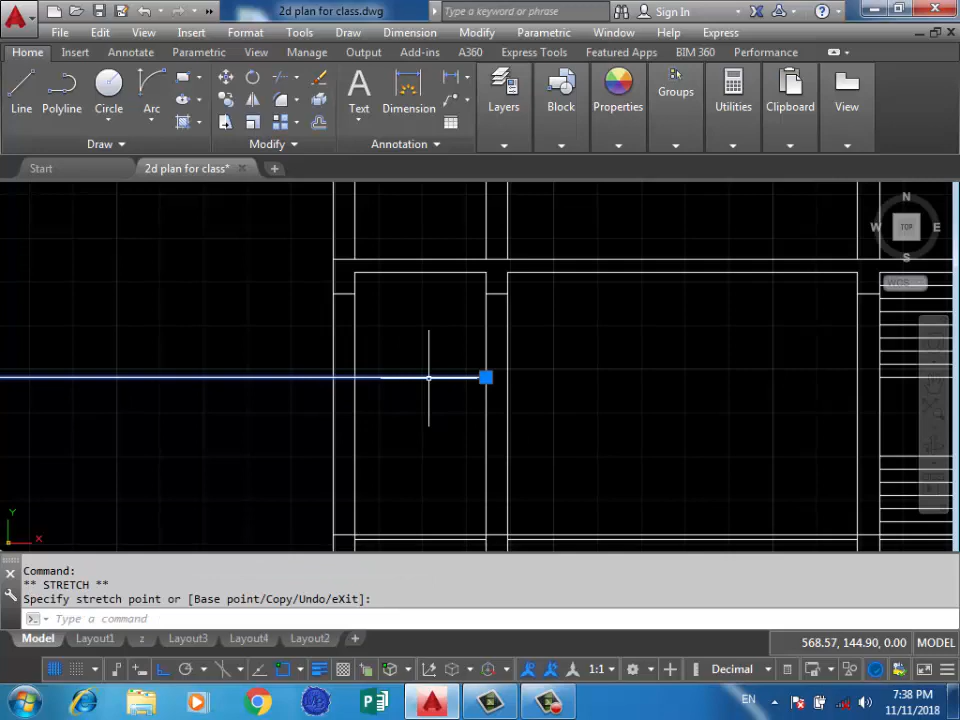 2d plan for class.dwg
Type a keyword or phrase
Sign In
File Edit View Insert Format Tools Draw Dimension Modify Parametric Window Help Express
Home Insert Annotate Parametric View Manage Output Add-ins A360 Express Tools Featured Apps BIM 360 Performance
A
Line Polyline Circle Arc Text Dimension Layers Block Properties Groups Utilities Clipboard View
Draw Modify Annotation
Start 2d plan for class*
N
W TOP E
S
WCS
Y
X
Command:
** STRETCH **
Specify stretch point or [Base point/Copy/Undo/eXit]:
Type a command
Model Layout1 z Layout3 Layout4 Layout2 +
568.57, 144.90, 0.00 MODEL
1:1 Decimal
EN
7:38 PM
11/11/2018